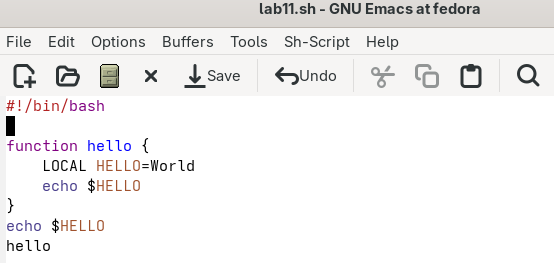 lab11.sh - GNU Emacs at fedora
File Edit Options Buffers Tools Sh-Script Help
Save Undo
#!/bin/bash
function hello {
    LOCAL HELLO=World
    echo $HELLO
}
echo $HELLO
hello